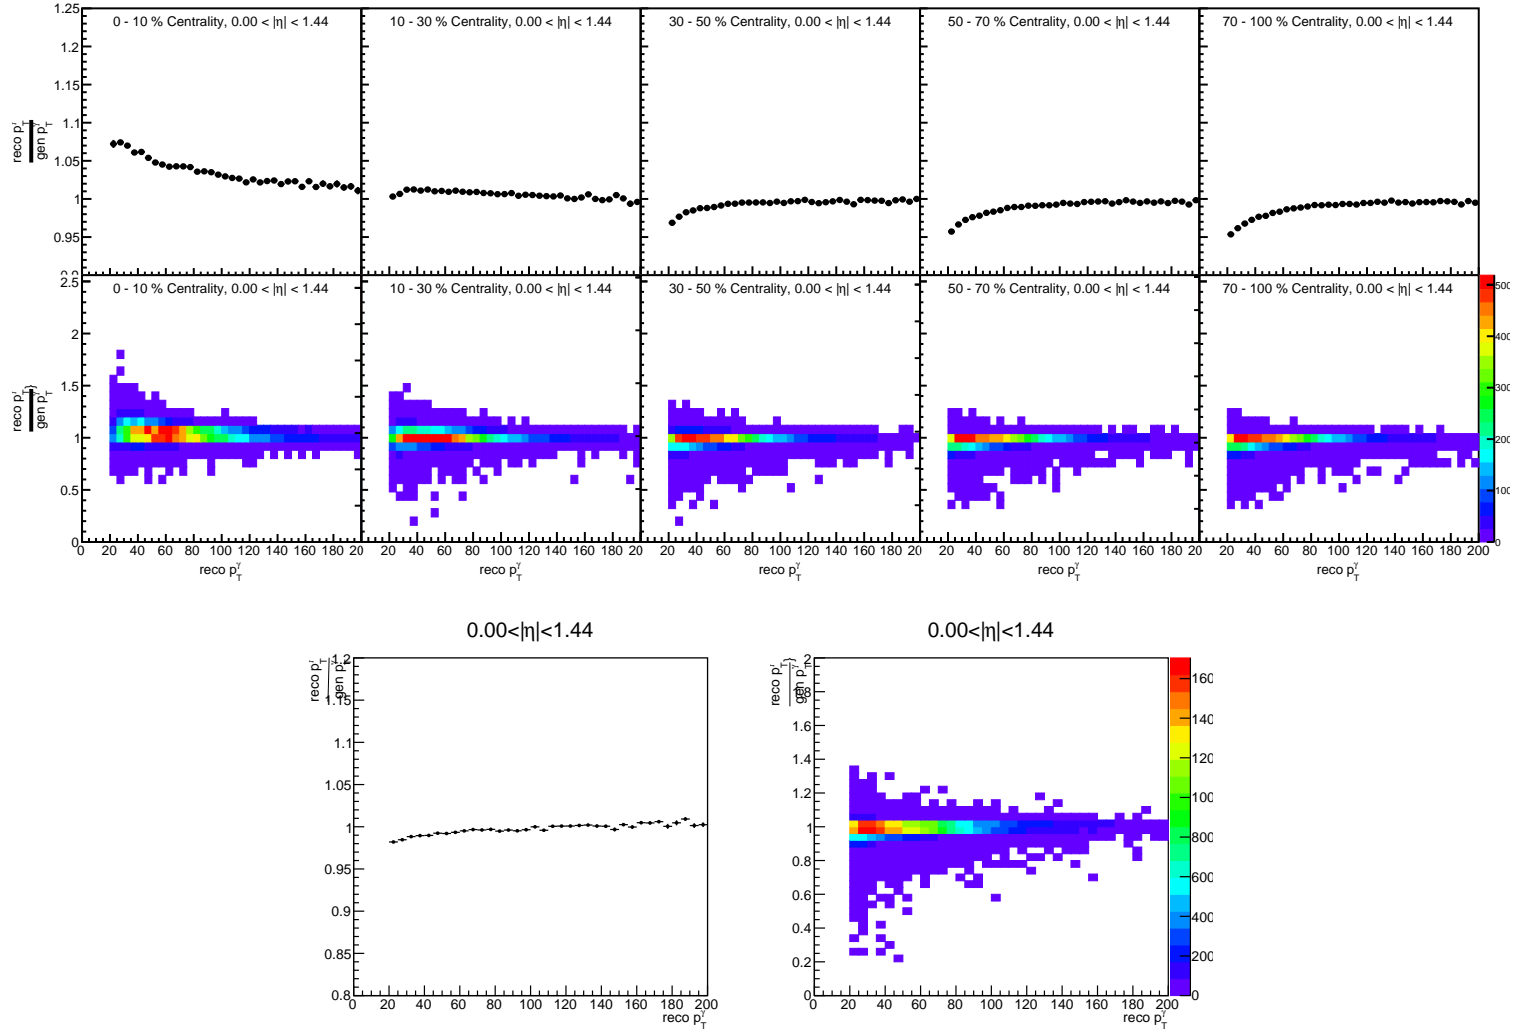 0 - 10 % Centrality, 0.00 < |η| < 1.44
10 - 30 % Centrality, 0.00 < |η| < 1.44
30 - 50 % Centrality, 0.00 < |η| < 1.44
50 - 70 % Centrality, 0.00 < |η| < 1.44
70 - 100 % Centrality, 0.00 < |η| < 1.44
1.25
1.2
1.15
1.1
1.05
1
0.95
reco p_T^γ
gen p_T^γ
0 - 10 % Centrality, 0.00 < |η| < 1.44
10 - 30 % Centrality, 0.00 < |η| < 1.44
30 - 50 % Centrality, 0.00 < |η| < 1.44
50 - 70 % Centrality, 0.00 < |η| < 1.44
70 - 100 % Centrality, 0.00 < |η| < 1.44
2.5
2
1.5
1
0.5
0
reco p_T^γ
gen p_T^γ}
500
400
300
200
100
0
0 20 40 60 80 100 120 140 160 180 20
20 40 60 80 100 120 140 160 180 20
20 40 60 80 100 120 140 160 180 20
20 40 60 80 100 120 140 160 180 20
20 40 60 80 100 120 140 160 180 200
reco p_T^γ
reco p_T^γ
reco p_T^γ
reco p_T^γ
reco p_T^γ
0.00<|η|<1.44
reco p_T^γ
gen p_T^γ
1.2
1.15
1.1
1.05
1
0.95
0.9
0.85
0.8
0 20 40 60 80 100 120 140 160 180 200
reco p_T^γ
0.00<|η|<1.44
reco p_T^γ
gen p_T^γ}
2
1.8
1.6
1.4
1.2
1
0.8
0.6
0.4
0.2
0
0 20 40 60 80 100 120 140 160 180 200
reco p_T^γ
160
140
120
100
800
600
400
200
0